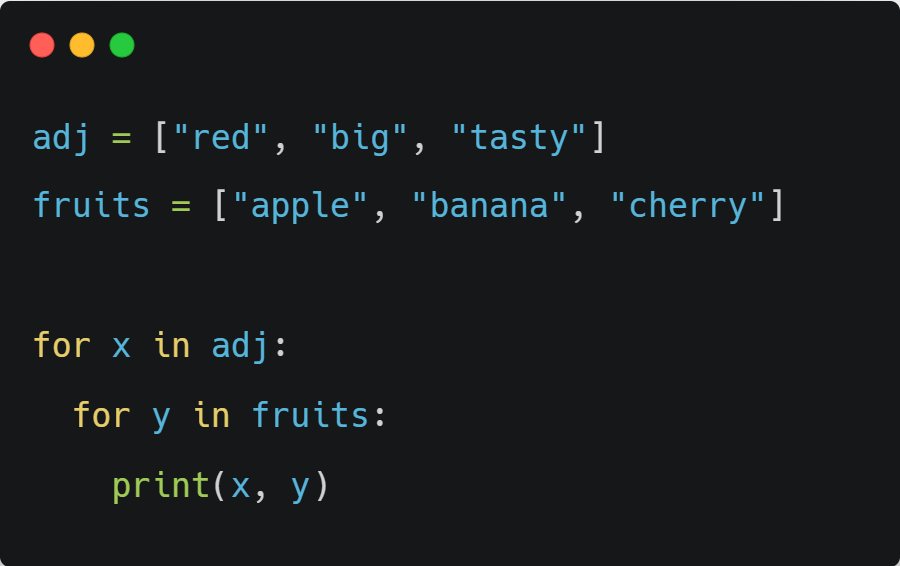 adj = ["red", "big", "tasty"]
fruits = ["apple", "banana", "cherry"]
for x in adj:
  for y in fruits:
    print(x, y)